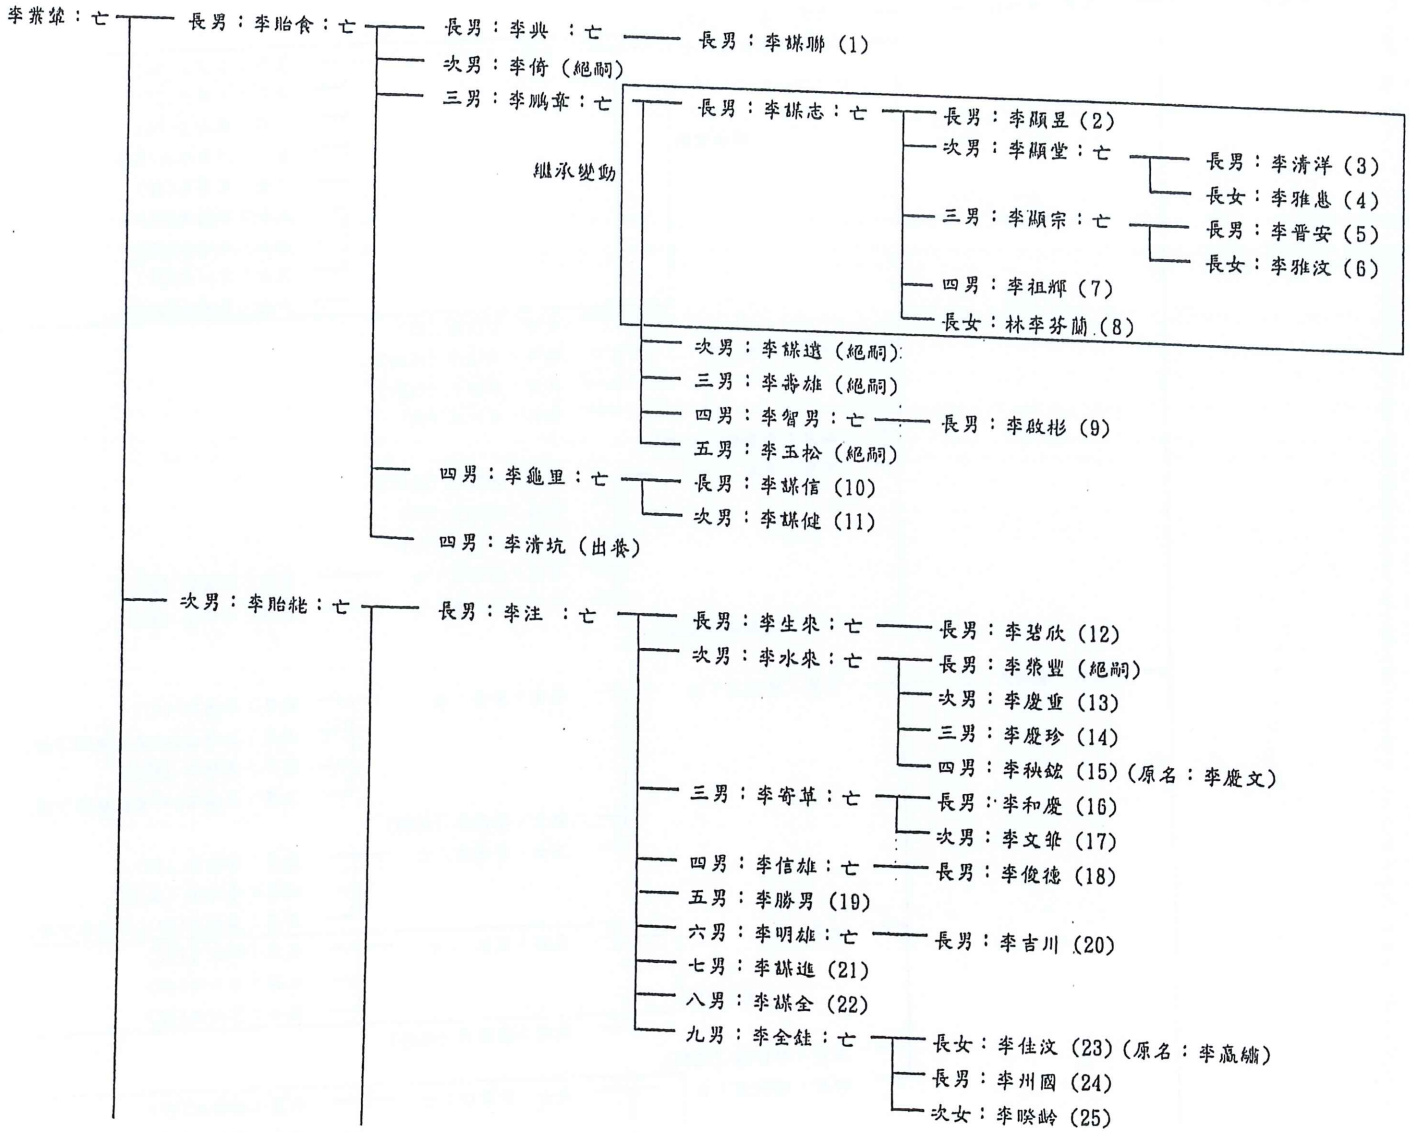 李業輦：亡
長男：李貽食：亡
長男：李典 ：亡
長男：李謀聯 (1)
次男：李倚 (絕嗣)
三男：李鵬章：亡
繼承變動
長男：李謀志：亡
長男：李顯昱 (2)
次男：李顯堂：亡
長男：李清洋 (3)
長女：李雅惠 (4)
三男：李顯宗：亡
長男：李晋安 (5)
長女：李雅汶 (6)
四男：李祖輝 (7)
長女：林李芬蘭 (8)
次男：李謀遺 (絕嗣)
三男：李壽雄 (絕嗣)
四男：李智男：亡
長男：李啟彬 (9)
五男：李玉松 (絕嗣)
四男：李龜里：亡
長男：李謀信 (10)
次男：李謀健 (11)
四男：李清坑 (出養)
次男：李貽：亡
長男：李注 ：亡
長男：李生來：亡
長男：李碧欣 (12)
次男：李水來：亡
長男：李榮豐 (絕嗣)
次男：李慶重 (13)
三男：李慶珍 (14)
四男：李秧鋐 (15) (原名：李慶文)
三男：李寄草：亡
長男：李和慶 (16)
次男：李文 (17)
四男：李信雄：亡
長男：李俊德 (18)
五男：李勝男 (19)
六男：李明雄：亡
長男：李吉川 (20)
七男：李謀進 (21)
八男：李謀全 (22)
九男：李全鉎：亡
長女：李佳汶 (23) (原名：李嬴繡)
長男：李州國 (24)
次女：李睽齡 (25)